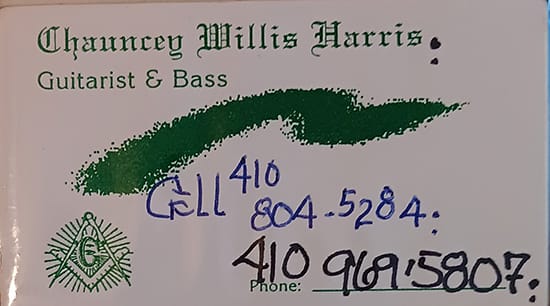 Chauncey Willis Harris:
Guitarist & Bass
Cell 410
804-5284:
410 969'5807:
Phone:
G